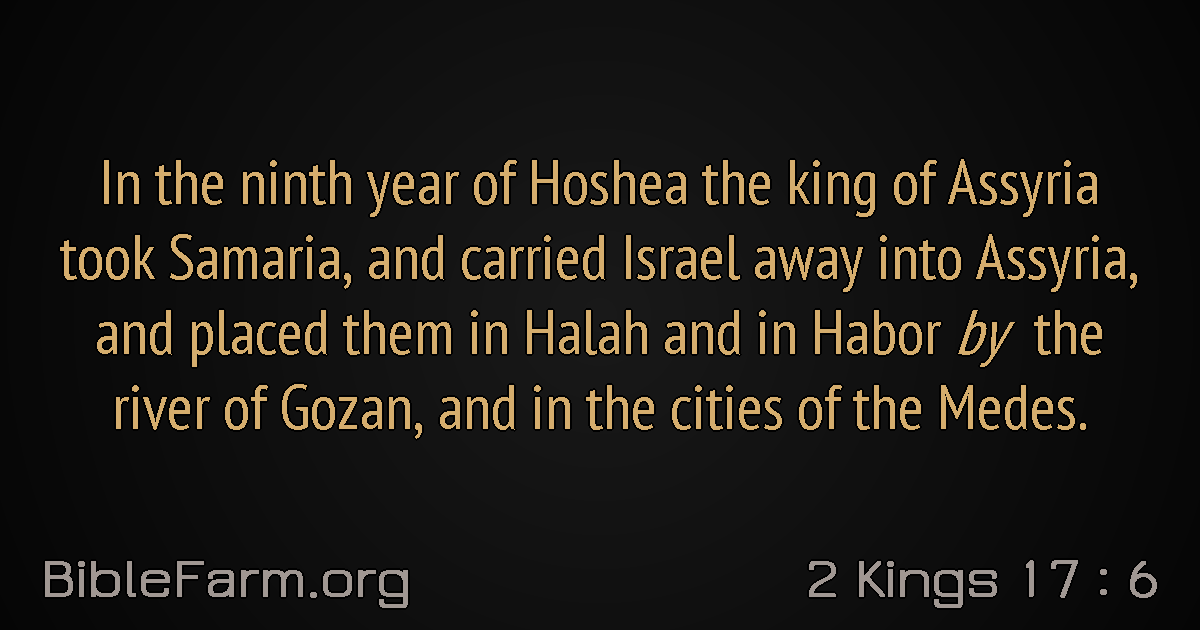 In the ninth year of Hoshea the king of Assyria
took Samaria, and carried Israel away into Assyria,
and placed them in Halah and in Habor by the
river of Gozan, and in the cities of the Medes.
BibleFarm.org
2 Kings 17 : 6